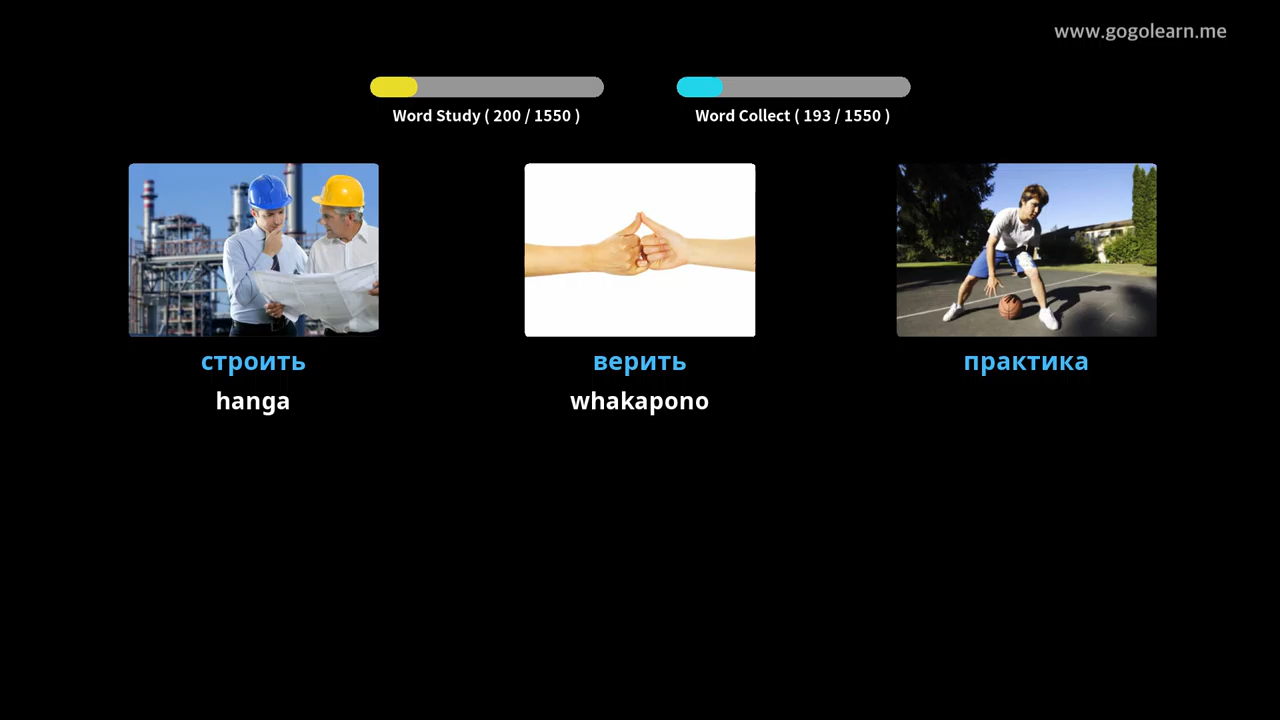 www.gogolearn.me
Word Study ( 200 / 1550 )
Word Collect ( 193 / 1550 )
строить
верить
практика
hanga
whakapono